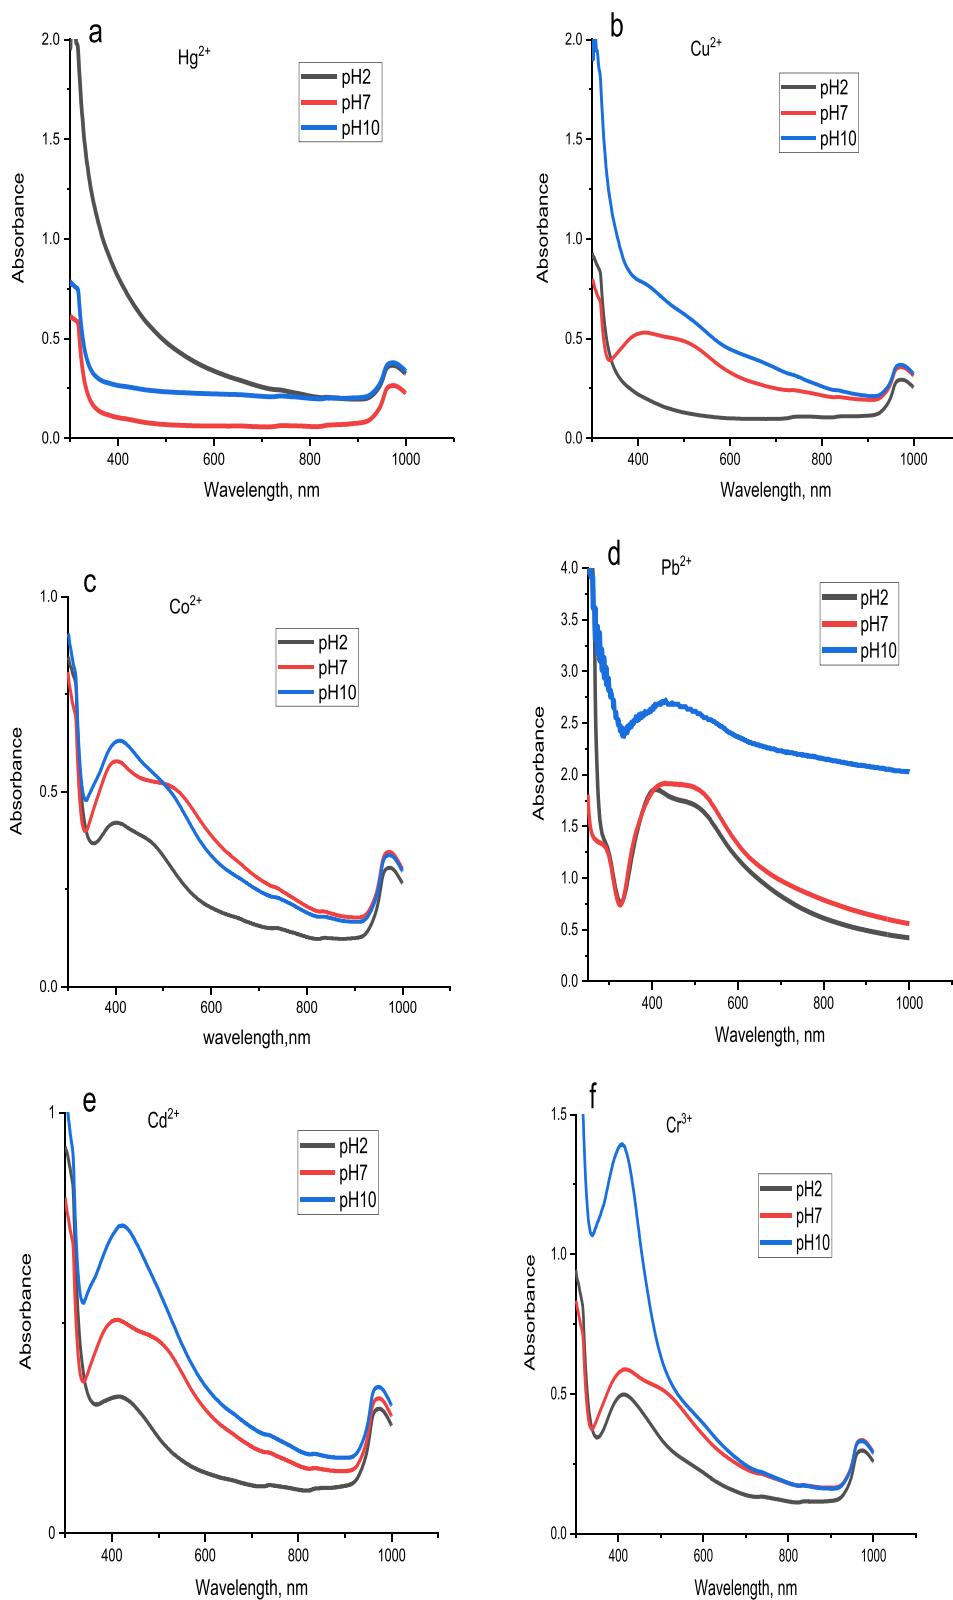 a
Hg2+
pH2
pH7
pH10
2.0
1.5
1.0
0.5
0.0
Absorbance
400 600 800 1000
Wavelength, nm
b
Cu2+
pH2
pH7
pH10
2.0
1.5
1.0
0.5
0.0
Absorbance
400 600 800 1000
Wavelength, nm
c
Co2+
pH2
pH7
pH10
1.0
0.5
0.0
Absorbance
400 600 800 1000
wavelength,nm
d
Pb2+
pH2
pH7
pH10
4.0
3.5
3.0
2.5
2.0
1.5
1.0
0.5
0.0
Absorbance
400 600 800 1000
Wavelength, nm
e
Cd2+
pH2
pH7
pH10
1
0
Absorbance
400 600 800 1000
Wavelength, nm
f
Cr3+
pH2
pH7
pH10
1.5
1.0
0.5
0.0
Absorbance
400 600 800 1000
Wavelength, nm